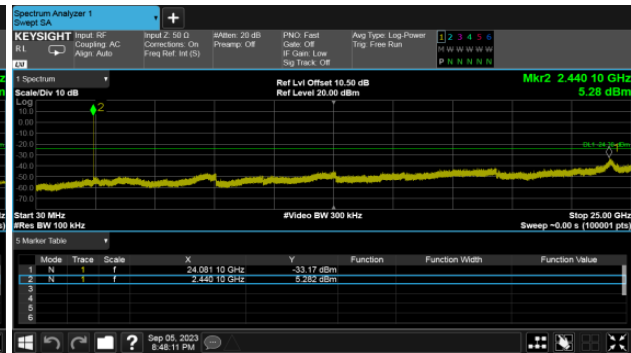 Spectrum Analyzer 1
Swept SA
+
KEYSIGHT Input: RF Input Z: 50 Ω #Atten: 20 dB PNO: Fast Avg Type: Log-Power 1 2 3 4 5 6
RL Coupling: AC Corrections: On Preamp: Off Gate: Off Trig: Free Run M W W W W W
Align: Auto Freq Ref: Int (S) IF Gain: Low
Sig Track: Off P N N N N N
LXI
1 Spectrum
Ref Lvl Offset 10.50 dB Mkr2 2.440 10 GHz
Scale/Div 10 dB Ref Level 20.00 dBm 5.28 dBm
Log
2
10.0
0.00
-10.0
-20.0
-30.0
1
-40.0
-50.0
-60.0
-70.0
Start 30 MHz #Video BW 300 kHz Stop 25.00 GHz
#Res BW 100 kHz Sweep ~0.00 s (100001 pts)
5 Marker Table
Mode Trace Scale X Y Function Function Width Function Value
1 N 1 f 24.081 10 GHz -33.17 dBm
2 N 1 f 2.440 10 GHz 5.282 dBm
3
4
5
6
? Sep 05, 2023
8:48:11 PM